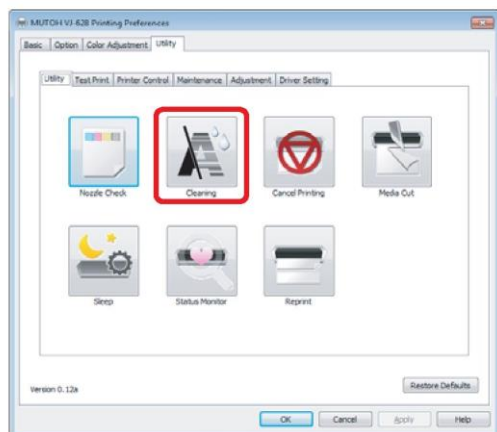 MUTOH VJ-628 Printing Preferences
Basic Option Color Adjustment Utility
Utility Test Print Printer Control Maintenance Adjustment Driver Setting
Nozzle Check Cleaning Cancel Printing Media Cut
Sleep Status Monitor Reprint
Version 0.12a
Restore Defaults
OK Cancel Apply Help